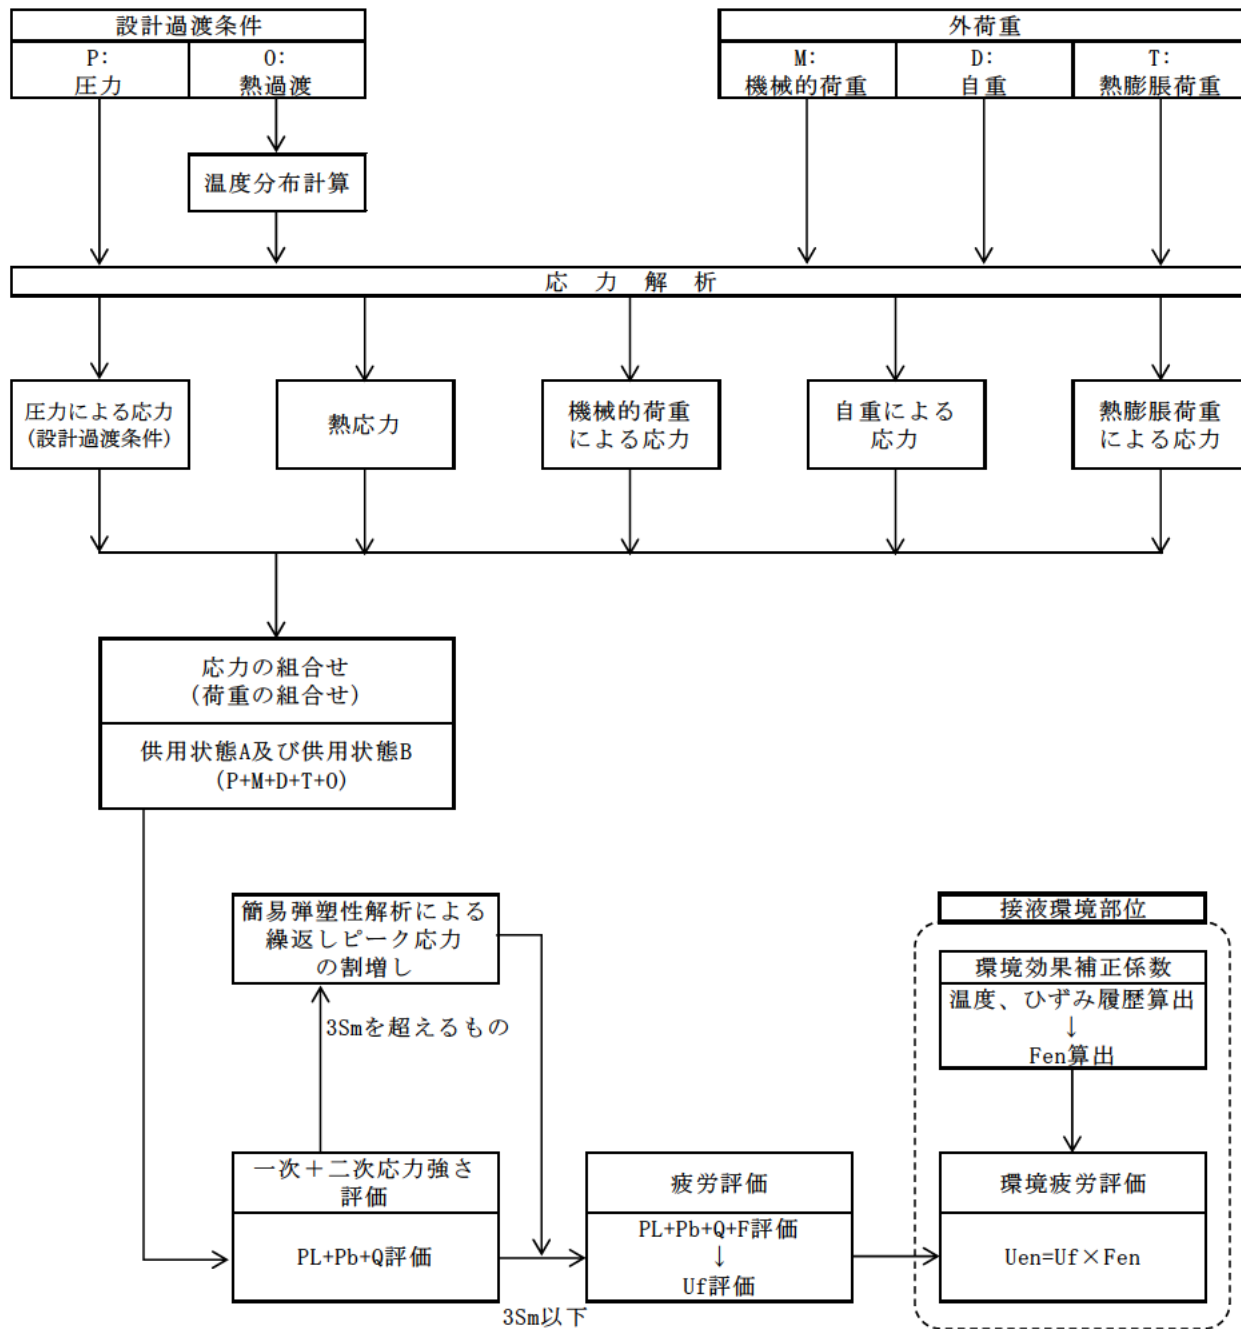 設計過渡条件
P:
圧力
O:
熱過渡
外荷重
M:
機械的荷重
D:
自重
T:
熱膨脹荷重
温度分布計算
応力解析
圧力による応力
(設計過渡条件)
熱応力
機械的荷重
による応力
自重による
応力
熱膨脹荷重
による応力
応力の組合せ
(荷重の組合せ)
供用状態A及び供用状態B
(P+M+D+T+O)
簡易弾塑性解析による
繰返しピーク応力
の割増し
3Smを超えるもの
一次＋二次応力強さ
評価
PL+Pb+Q評価
3Sm以下
疲労評価
PL+Pb+Q+F評価
↓
Uf評価
接液環境部位
環境効果補正係数
温度、ひずみ履歴算出
↓
Fen算出
環境疲労評価
Uen=Uf×Fen